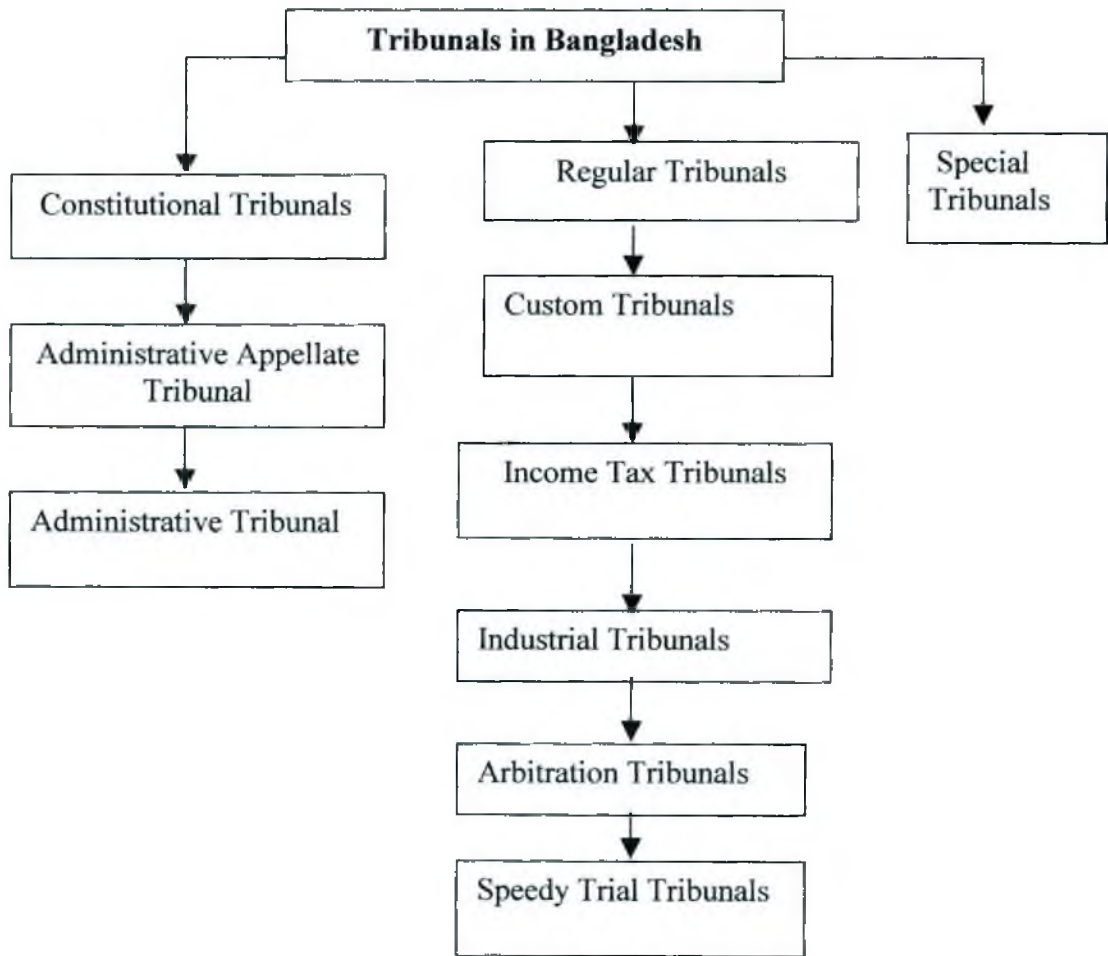 Tribunals in Bangladesh
Constitutional Tribunals
Administrative Appellate
Tribunal
Administrative Tribunal
Regular Tribunals
Custom Tribunals
Income Tax Tribunals
Industrial Tribunals
Arbitration Tribunals
Speedy Trial Tribunals
Special
Tribunals